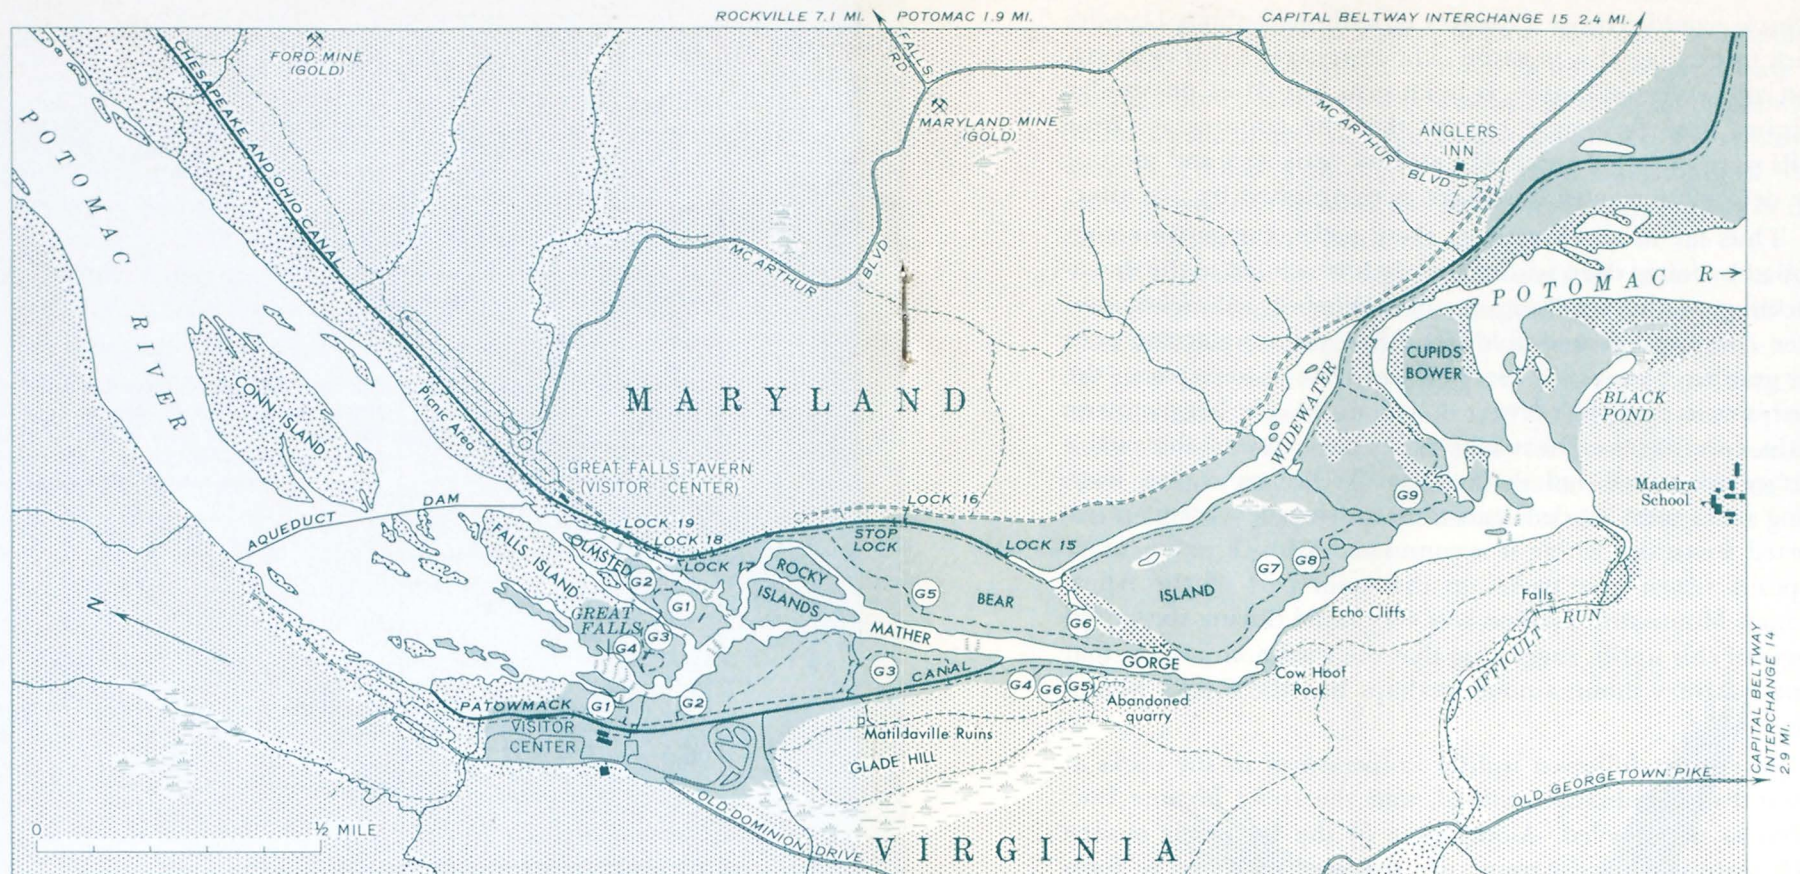 ROCKVILLE 7.1 MI.
POTOMAC 1.9 MI.
CAPITAL BELTWAY INTERCHANGE 15 2.4 MI.
FALLS
RD
FORD MINE
(GOLD)
CHESAPEAKE AND OHIO CANAL
MARYLAND MINE
(GOLD)
MC ARTHUR
BLVD
ANGLERS
INN
POTOMAC
RIVER
MC ARTHUR
BLVD
POTOMAC R
CONN ISLAND
Picnic Area
MARYLAND
WIDEWATER
CUPIDS
BOWER
BLACK
POND
GREAT FALLS TAVERN
(VISITOR CENTER)
Madeira
School
AQUEDUCT
DAM
LOCK 19
LOCK 18
LOCK 17
LOCK 16
STOP
LOCK
LOCK 15
G9
FALLS ISLAND
OLMSTED
G2
G1
ROCKY
ISLANDS
G5
BEAR
ISLAND
G7
G8
G6
N
GREAT
FALLS
G3
G4
MATHER
GORGE
Echo Cliffs
Falls
DIFFICULT
RUN
G3
CANAL
G4
G6
G5
Cow Hoof
Rock
PATOWMACK
G1
G2
Abandoned
quarry
VISITOR
CENTER
Matildaville Ruins
GLADE HILL
CAPITAL BELTWAY
INTERCHANGE 14
2.9 MI.
OLD GEORGETOWN PIKE
OLD DOMINION DRIVE
0
½ MILE
VIRGINIA